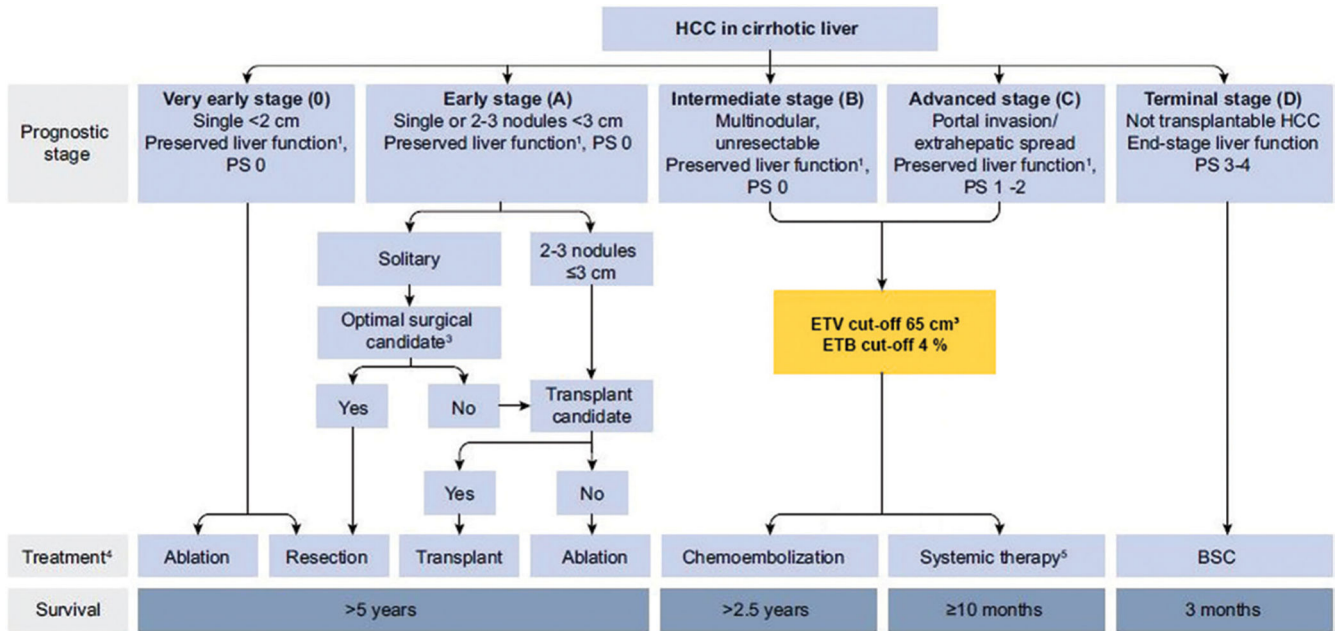 HCC in cirrhotic liver
Prognostic
stage
Very early stage (0)
Single <2 cm
Preserved liver function¹,
PS 0
Early stage (A)
Single or 2-3 nodules <3 cm
Preserved liver function¹, PS 0
Intermediate stage (B)
Multinodular,
unresectable
Preserved liver function¹,
PS 0
Advanced stage (C)
Portal invasion/
extrahepatic spread
Preserved liver function¹,
PS 1 -2
Terminal stage (D)
Not transplantable HCC
End-stage liver function
PS 3-4
Solitary
2-3 nodules
≤3 cm
Optimal surgical
candidate³
ETV cut-off 65 cm³
ETB cut-off 4 %
Yes
No
Transplant
candidate
Yes
No
Treatment⁴
Ablation
Resection
Transplant
Ablation
Chemoembolization
Systemic therapy⁵
BSC
Survival
>5 years
>2.5 years
≥10 months
3 months